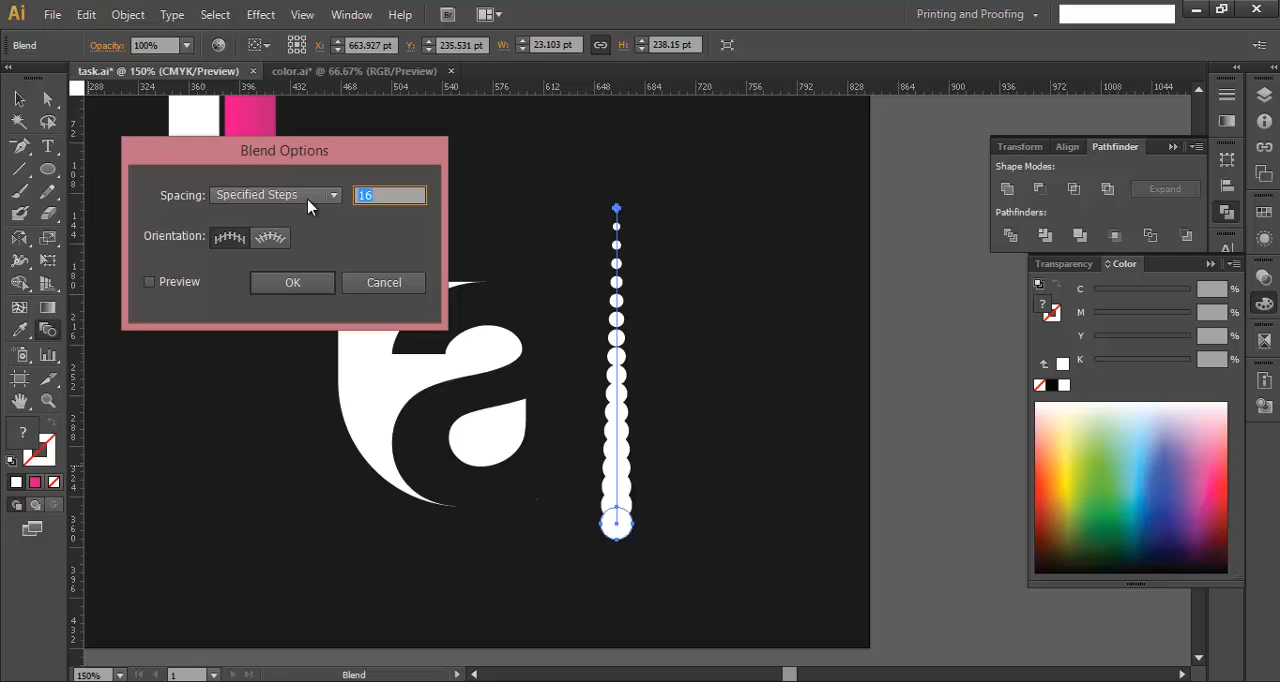 Ai File Edit Object Type Select Effect View Window Help Br Printing and Proofing
Blend Opacity: 100% X: 663.927 pt Y: 235.531 pt W: 23.103 pt H: 238.15 pt
task.ai* @ 150% (CMYK/Preview) × color.ai* @ 66.67% (RGB/Preview) ×
288 324 360 396 432 468 504 540 576 612 648 684 720 756 792 828 864 900 936 972 1008 1044
Blend Options
Spacing: Specified Steps 16
Orientation:
Preview OK Cancel
Transform Align Pathfinder
Shape Modes:
Expand
Pathfinders:
Transparency Color
C %
M %
Y %
K %
?
?
a
150% 1 Blend